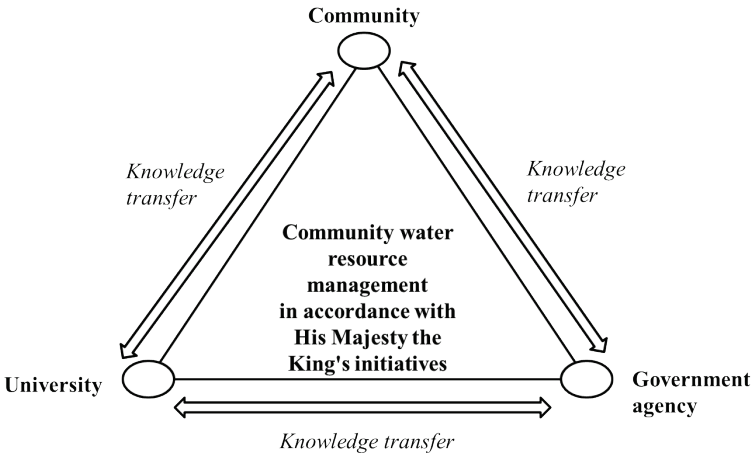 Community
Knowledge
transfer
Knowledge
transfer
Community water
resource
management
in accordance with
His Majesty the
King's initiatives
University
Government
agency
Knowledge transfer